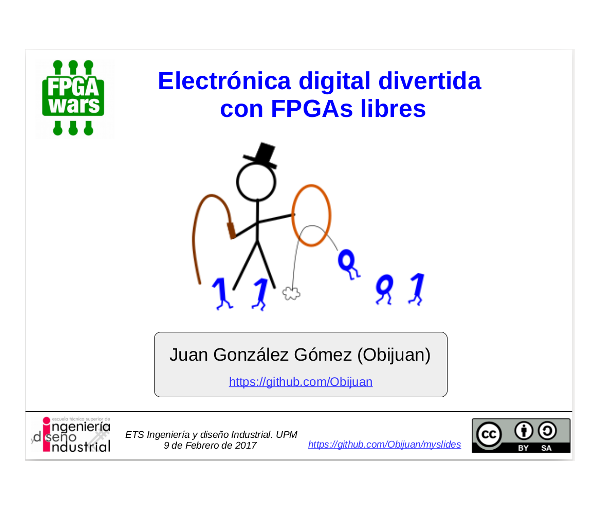 FPGA
wars
Electrónica digital divertida
con FPGAs libres
1 1 0 0 1
Juan González Gómez (Obijuan)
https://github.com/Obijuan
escuela técnica superior de
ingeniería
y diseño
industrial
ETS Ingeniería y diseño Industrial. UPM
9 de Febrero de 2017
https://github.com/Obijuan/myslides
cc
BY SA